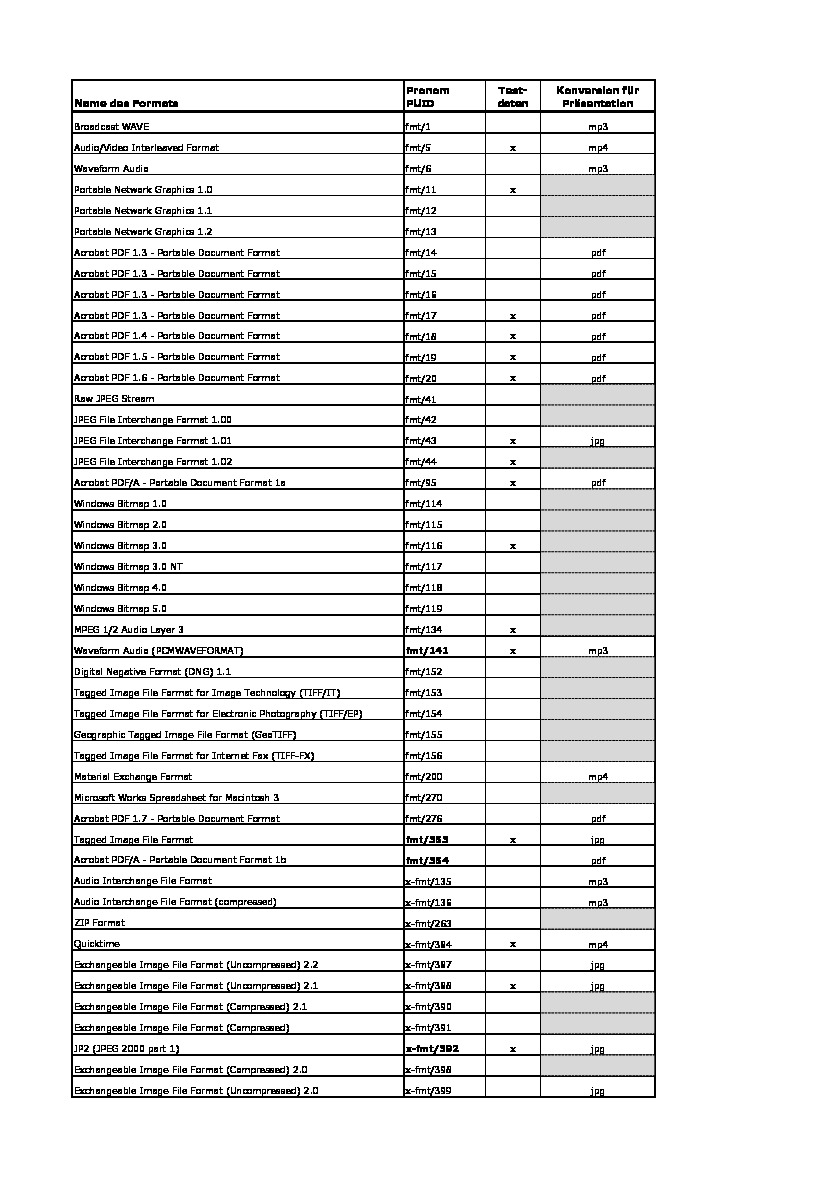 Name des Formats Pronom PUID Test-daten Konversion für Präsentation
Broadcast WAVE fmt/1 mp3
Audio/Video Interleaved Format fmt/5 x mp4
Waveform Audio fmt/6 mp3
Portable Network Graphics 1.0 fmt/11 x
Portable Network Graphics 1.1 fmt/12
Portable Network Graphics 1.2 fmt/13
Acrobat PDF 1.3 - Portable Document Format fmt/14 pdf
Acrobat PDF 1.3 - Portable Document Format fmt/15 pdf
Acrobat PDF 1.3 - Portable Document Format fmt/16 pdf
Acrobat PDF 1.3 - Portable Document Format fmt/17 x pdf
Acrobat PDF 1.4 - Portable Document Format fmt/18 x pdf
Acrobat PDF 1.5 - Portable Document Format fmt/19 x pdf
Acrobat PDF 1.6 - Portable Document Format fmt/20 x pdf
Raw JPEG Stream fmt/41
JPEG File Interchange Format 1.00 fmt/42
JPEG File Interchange Format 1.01 fmt/43 x jpg
JPEG File Interchange Format 1.02 fmt/44 x
Acrobat PDF/A - Portable Document Format 1a fmt/95 x pdf
Windows Bitmap 1.0 fmt/114
Windows Bitmap 2.0 fmt/115
Windows Bitmap 3.0 fmt/116 x
Windows Bitmap 3.0 NT fmt/117
Windows Bitmap 4.0 fmt/118
Windows Bitmap 5.0 fmt/119
MPEG 1/2 Audio Layer 3 fmt/134 x
Waveform Audio (PCMWAVEFORMAT) fmt/141 x mp3
Digital Negative Format (DNG) 1.1 fmt/152
Tagged Image File Format for Image Technology (TIFF/IT) fmt/153
Tagged Image File Format for Electronic Photography (TIFF/EP) fmt/154
Geographic Tagged Image File Format (GeoTIFF) fmt/155
Tagged Image File Format for Internet Fax (TIFF-FX) fmt/156
Material Exchange Format fmt/200 mp4
Microsoft Works Spreadsheet for Macintosh 3 fmt/270
Acrobat PDF 1.7 - Portable Document Format fmt/276 pdf
Tagged Image File Format fmt/353 x jpg
Acrobat PDF/A - Portable Document Format 1b fmt/354 pdf
Audio Interchange File Format x-fmt/135 mp3
Audio Interchange File Format (compressed) x-fmt/136 mp3
ZIP Format x-fmt/263
Quicktime x-fmt/384 x mp4
Exchangeable Image File Format (Uncompressed) 2.2 x-fmt/387 jpg
Exchangeable Image File Format (Uncompressed) 2.1 x-fmt/388 x jpg
Exchangeable Image File Format (Compressed) 2.1 x-fmt/390
Exchangeable Image File Format (Compressed) x-fmt/391
JP2 (JPEG 2000 part 1) x-fmt/392 x jpg
Exchangeable Image File Format (Compressed) 2.0 x-fmt/398
Exchangeable Image File Format (Uncompressed) 2.0 x-fmt/399 jpg